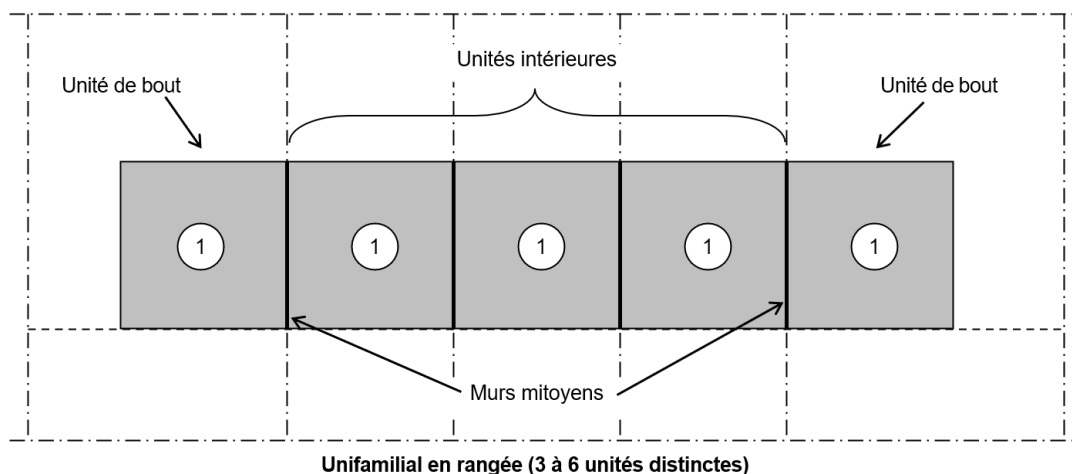 Unités intérieures
Unité de bout
Unité de bout
1
1
1
1
1
Murs mitoyens
Unifamilial en rangée (3 à 6 unités distinctes)